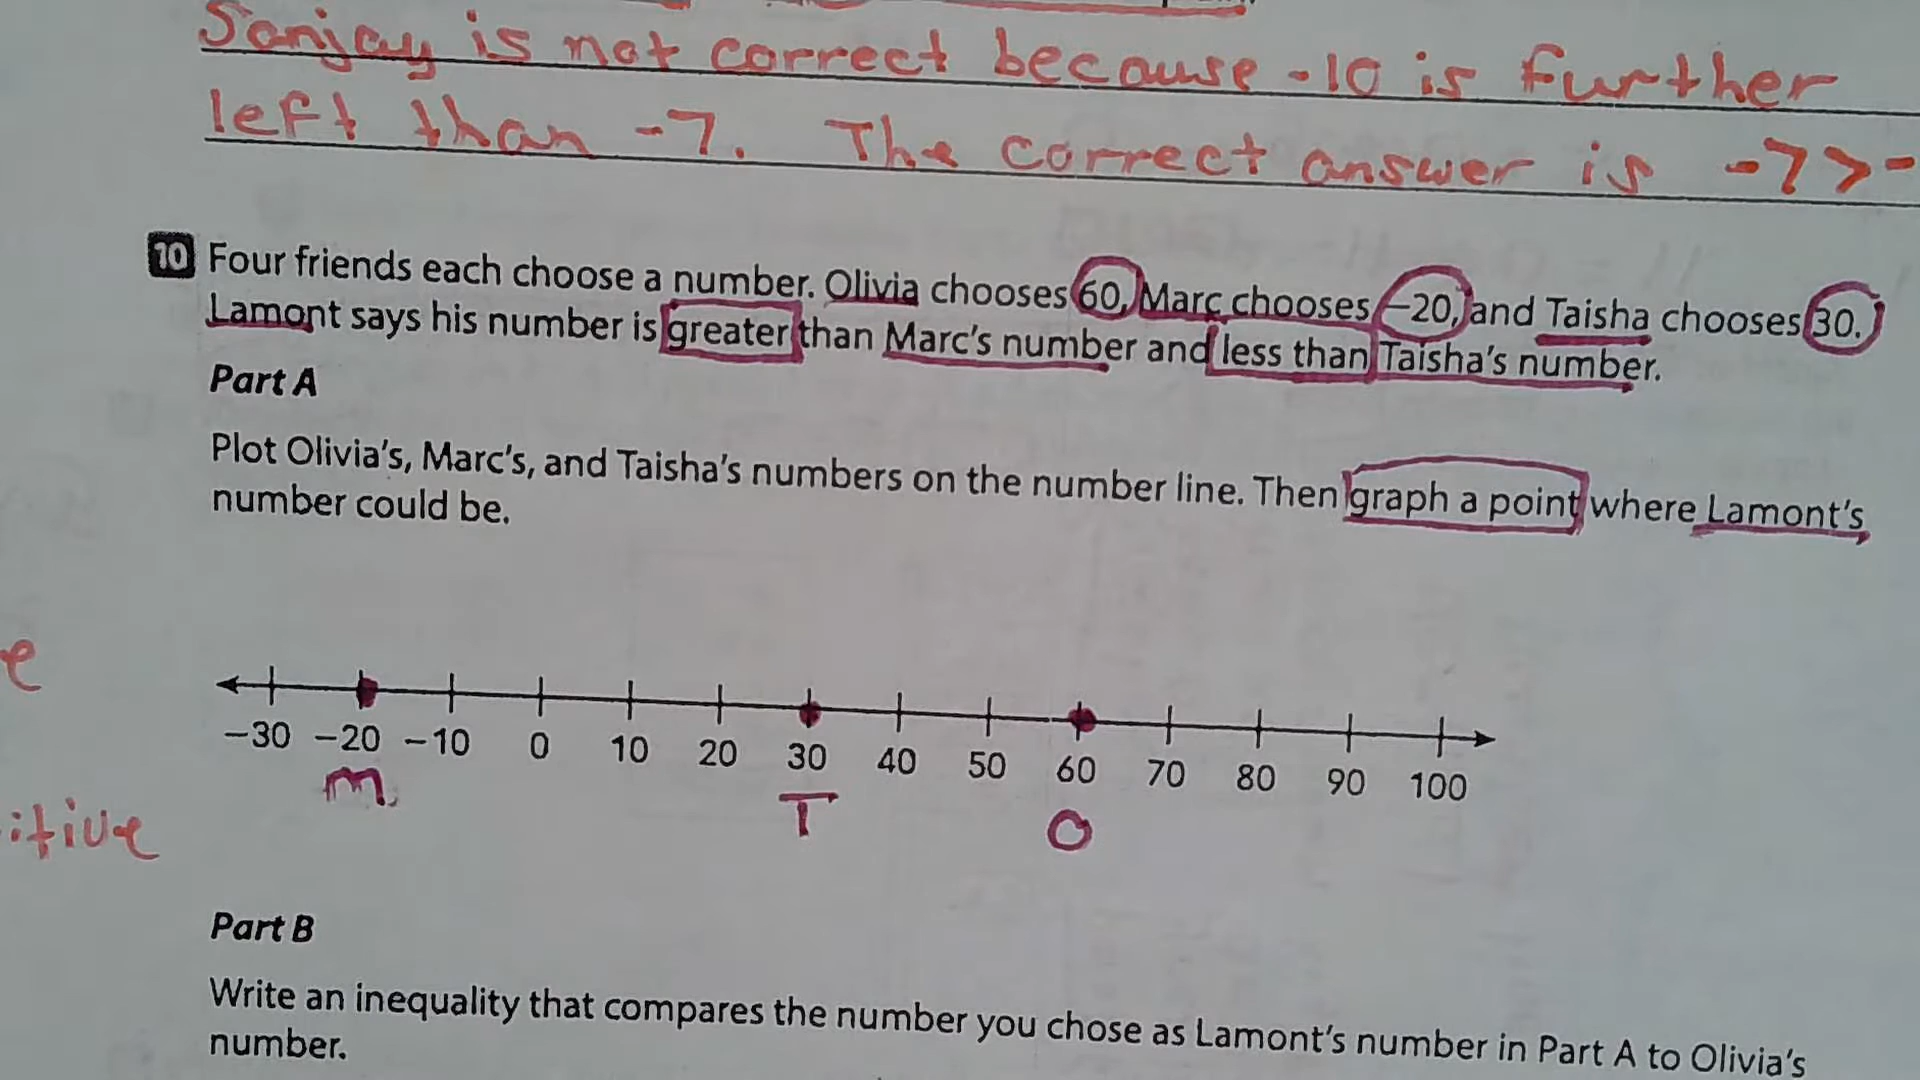 Sanjay is not correct because -10 is further
left than -7. The correct answer is -7 > -
10 Four friends each choose a number. Olivia chooses 60, Marc chooses −20, and Taisha chooses 30.
Lamont says his number is greater than Marc's number and less than Taisha's number.
Part A
Plot Olivia's, Marc's, and Taisha's numbers on the number line. Then graph a point where Lamont's
number could be.
e
−30 −20 −10 0 10 20 30 40 50 60 70 80 90 100
m T O
itive
Part B
Write an inequality that compares the number you chose as Lamont's number in Part A to Olivia's
number.